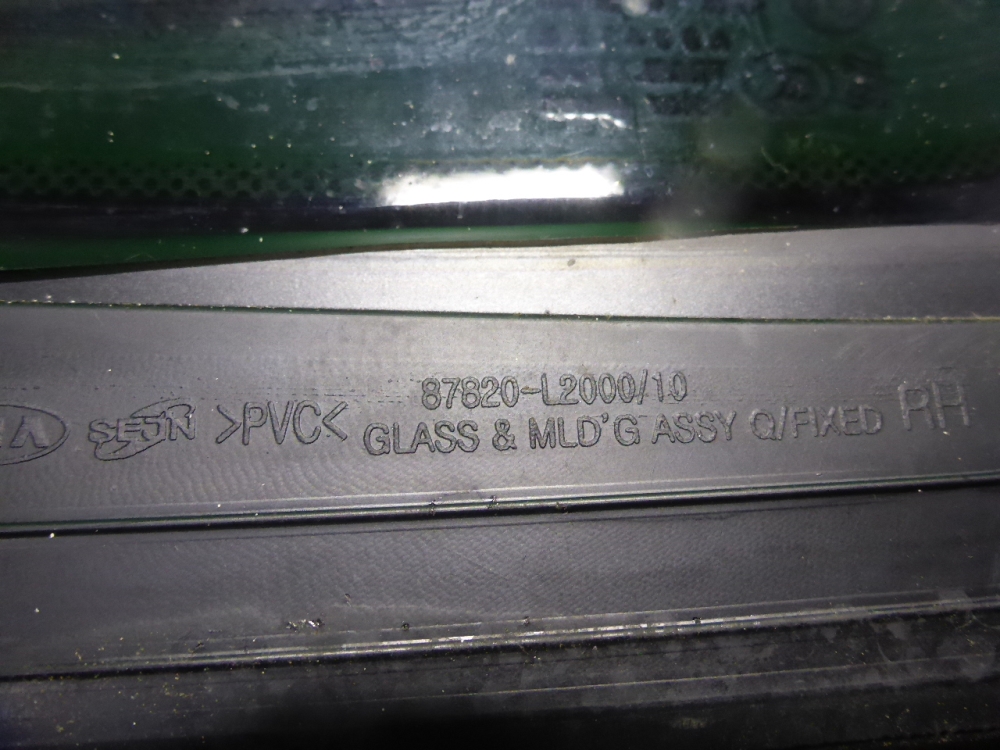 87820-L2000/10
SEJN >PVC< GLASS & MLD'G ASSY Q/FIXED RH